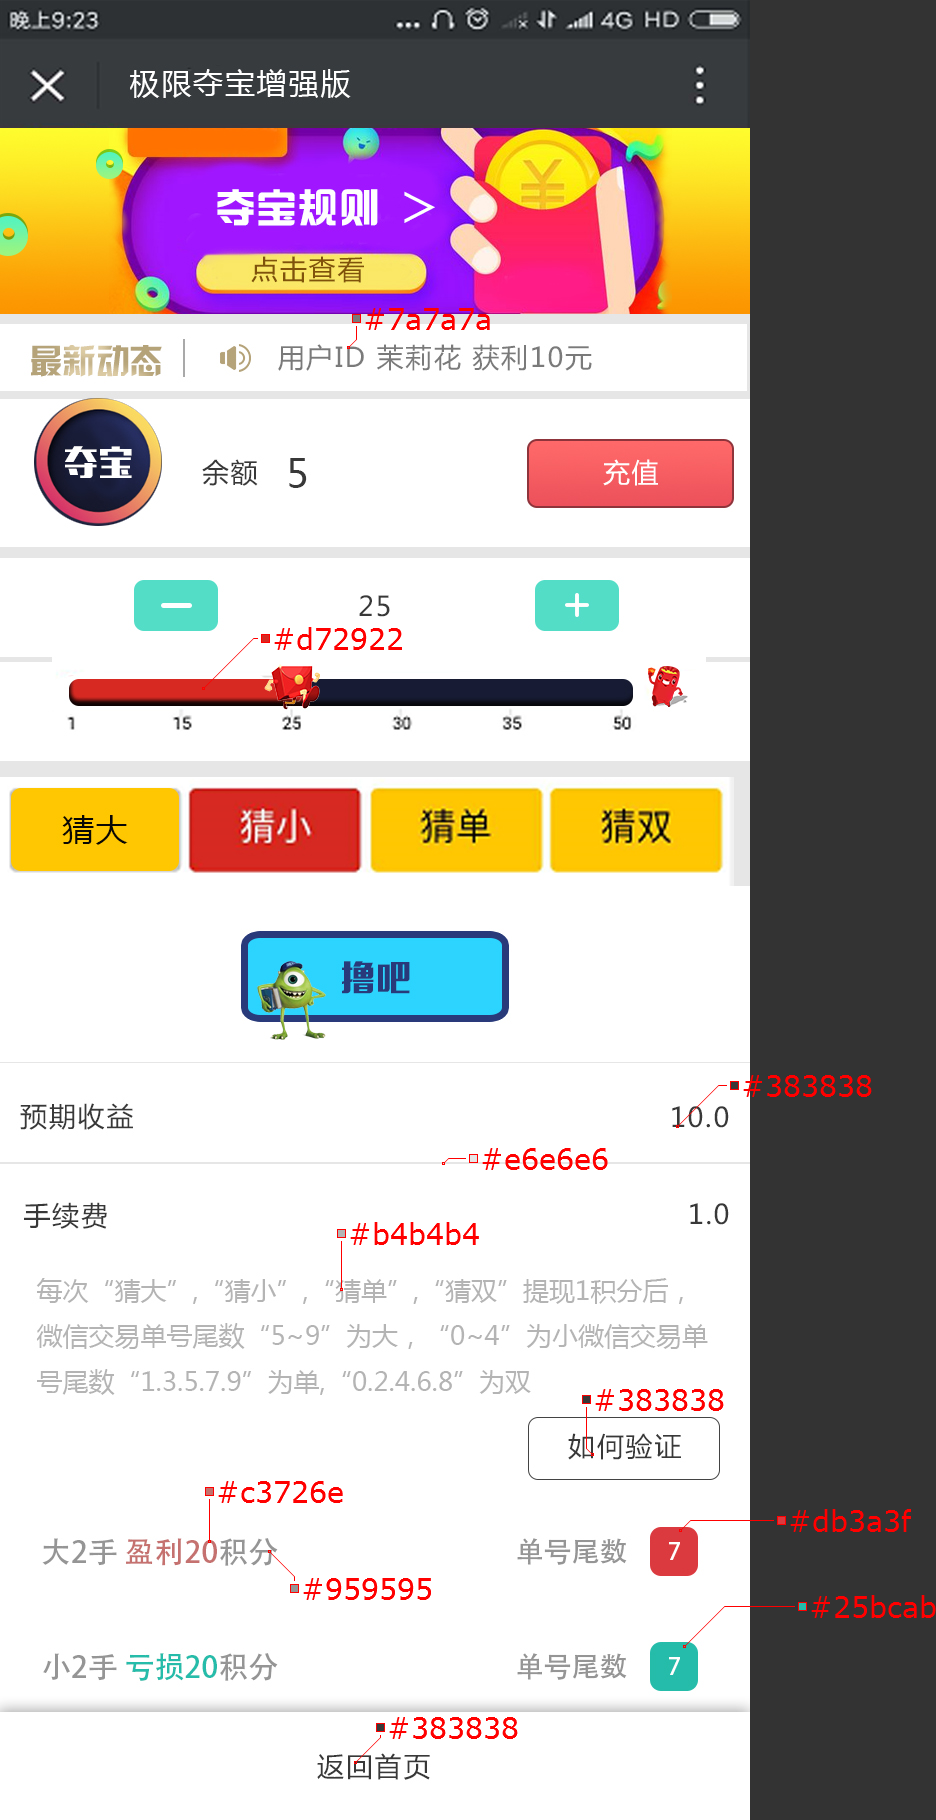 晚上9:23 ... 4G HD
极限夺宝增强版
夺宝规则 >
点击查看
#7a7a7a
最新动态 用户ID 茉莉花 获利10元
夺宝 余额 5 充值
25
#d72922
1 15 25 30 35 50
猜大 猜小 猜单 猜双
撸吧
#383838
预期收益 10.0
#e6e6e6
手续费 1.0
#b4b4b4
每次“猜大”,“猜小”,“猜单”,“猜双”提现1积分后,
微信交易单号尾数“5~9”为大,“0~4”为小微信交易单
号尾数“1.3.5.7.9”为单,“0.2.4.6.8”为双
#383838
如何验证
#c3726e
#db3a3f
大2手 盈利20积分 单号尾数 7
#959595
#25bcab
小2手 亏损20积分 单号尾数 7
#383838
返回首页